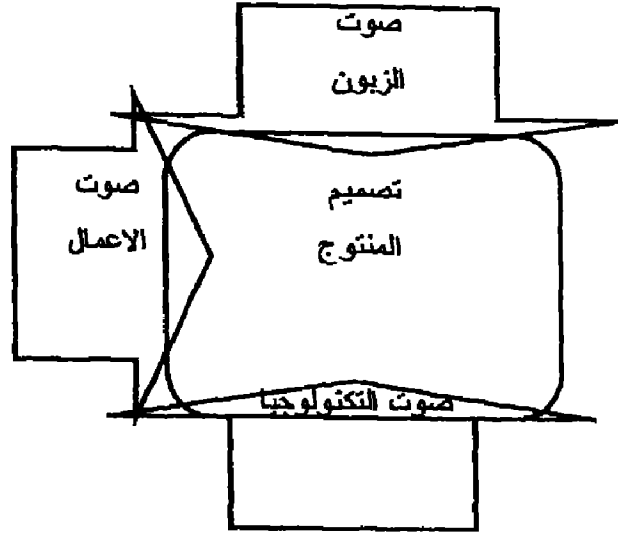 صوت
الزبون
صوت
الاعمال
تصميم
المنتوج
صوت التكنولوجيا